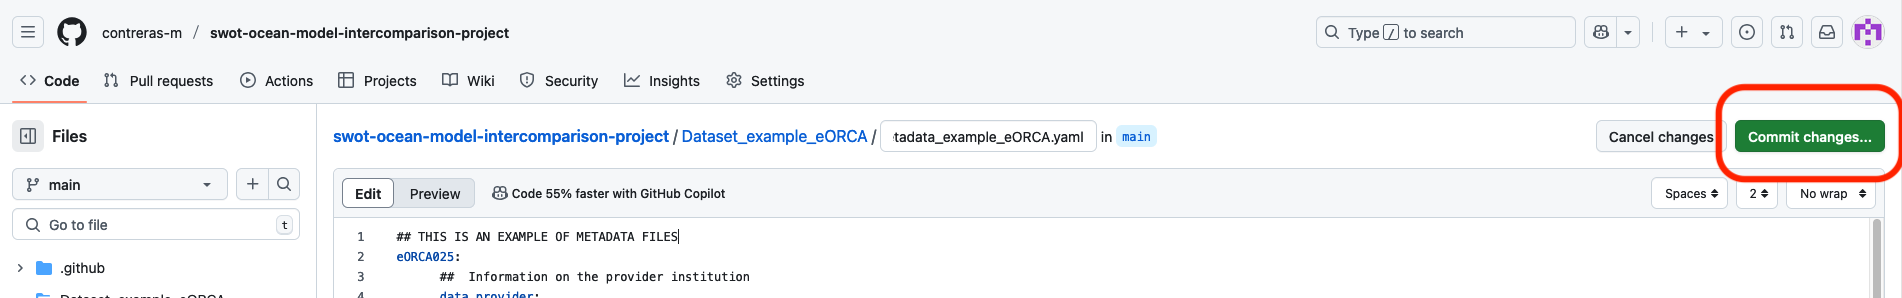 contreras-m / swot-ocean-model-intercomparison-project
Type / to search
Code
Pull requests
Actions
Projects
Wiki
Security
Insights
Settings
Files
swot-ocean-model-intercomparison-project / Dataset_example_eORCA / tadata_example_eORCA.yaml in main
Cancel changes
Commit changes...
main
Edit
Preview
Code 55% faster with GitHub Copilot
Spaces
2
No wrap
Go to file
t
1 ## THIS IS AN EXAMPLE OF METADATA FILES
2 eORCA025:
3 ## Information on the provider institution
4 data_provider:
.github
Dataset_example_eORCA